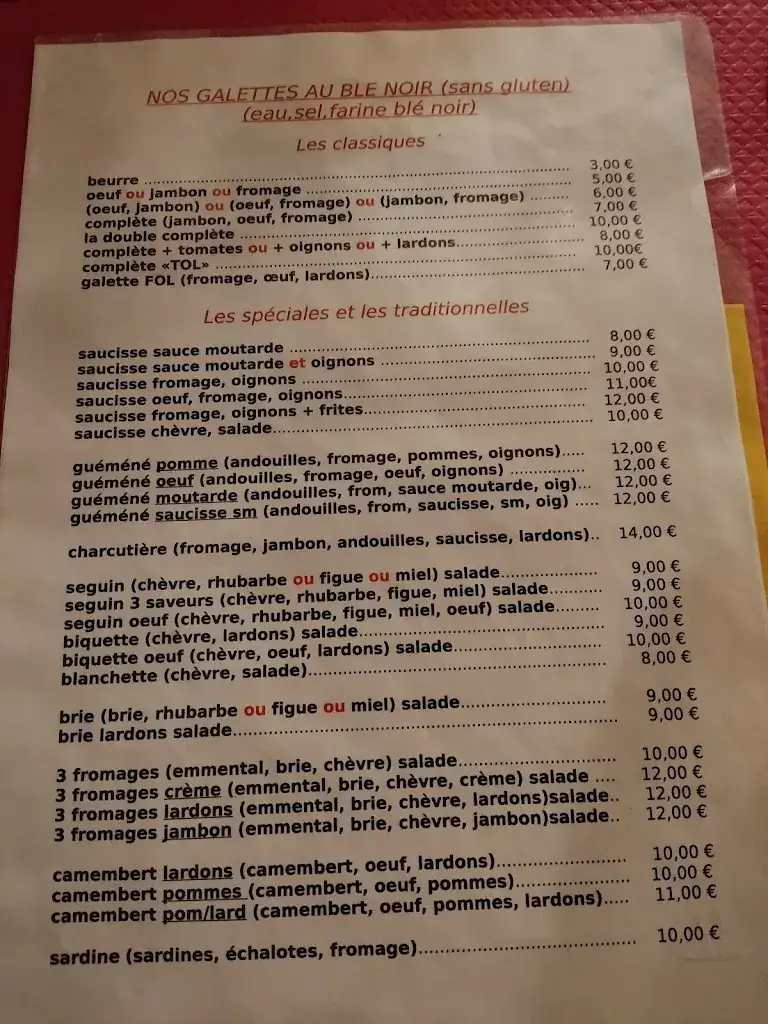 NOS GALETTES AU BLE NOIR (sans gluten)
(eau,sel,farine blé noir)
Les classiques
beurre ........ 3,00 €
oeuf ou jambon ou fromage ........ 5,00 €
(oeuf, jambon) ou (oeuf, fromage) ou (jambon, fromage) ........ 6,00 €
complète (jambon, oeuf, fromage) ........ 7,00 €
la double complète ........ 10,00 €
complète + tomates ou + oignons ou + lardons........ 8,00 €
complète «TOL» ........ 10,00€
galette FOL (fromage, œuf, lardons)........ 7,00 €
Les spéciales et les traditionnelles
saucisse sauce moutarde ........ 8,00 €
saucisse sauce moutarde et oignons ........ 9,00 €
saucisse fromage, oignons ........ 10,00 €
saucisse oeuf, fromage, oignons........ 11,00€
saucisse fromage, oignons + frites........ 12,00 €
saucisse chèvre, salade........ 10,00 €
guéméné pomme (andouilles, fromage, pommes, oignons)..... 12,00 €
guéméné oeuf (andouilles, fromage, oeuf, oignons) ........ 12,00 €
guéméné moutarde (andouilles, from, sauce moutarde, oig)... 12,00 €
guéméné saucisse sm (andouilles, from, saucisse, sm, oig) ..... 12,00 €
charcutière (fromage, jambon, andouilles, saucisse, lardons).. 14,00 €
seguin (chèvre, rhubarbe ou figue ou miel) salade........ 9,00 €
seguin 3 saveurs (chèvre, rhubarbe, figue, miel) salade........ 9,00 €
seguin oeuf (chèvre, rhubarbe, figue, miel, oeuf) salade........ 10,00 €
biquette (chèvre, lardons) salade........ 9,00 €
biquette oeuf (chèvre, oeuf, lardons) salade........ 10,00 €
blanchette (chèvre, salade)........ 8,00 €
brie (brie, rhubarbe ou figue ou miel) salade........ 9,00 €
brie lardons salade........ 9,00 €
3 fromages (emmental, brie, chèvre) salade........ 10,00 €
3 fromages crème (emmental, brie, chèvre, crème) salade .... 12,00 €
3 fromages lardons (emmental, brie, chèvre, lardons)salade.. 12,00 €
3 fromages jambon (emmental, brie, chèvre, jambon)salade.. 12,00 €
camembert lardons (camembert, oeuf, lardons)........ 10,00 €
camembert pommes (camembert, oeuf, pommes)........ 10,00 €
camembert pom/lard (camembert, oeuf, pommes, lardons)..... 11,00 €
sardine (sardines, échalotes, fromage)........ 10,00 €